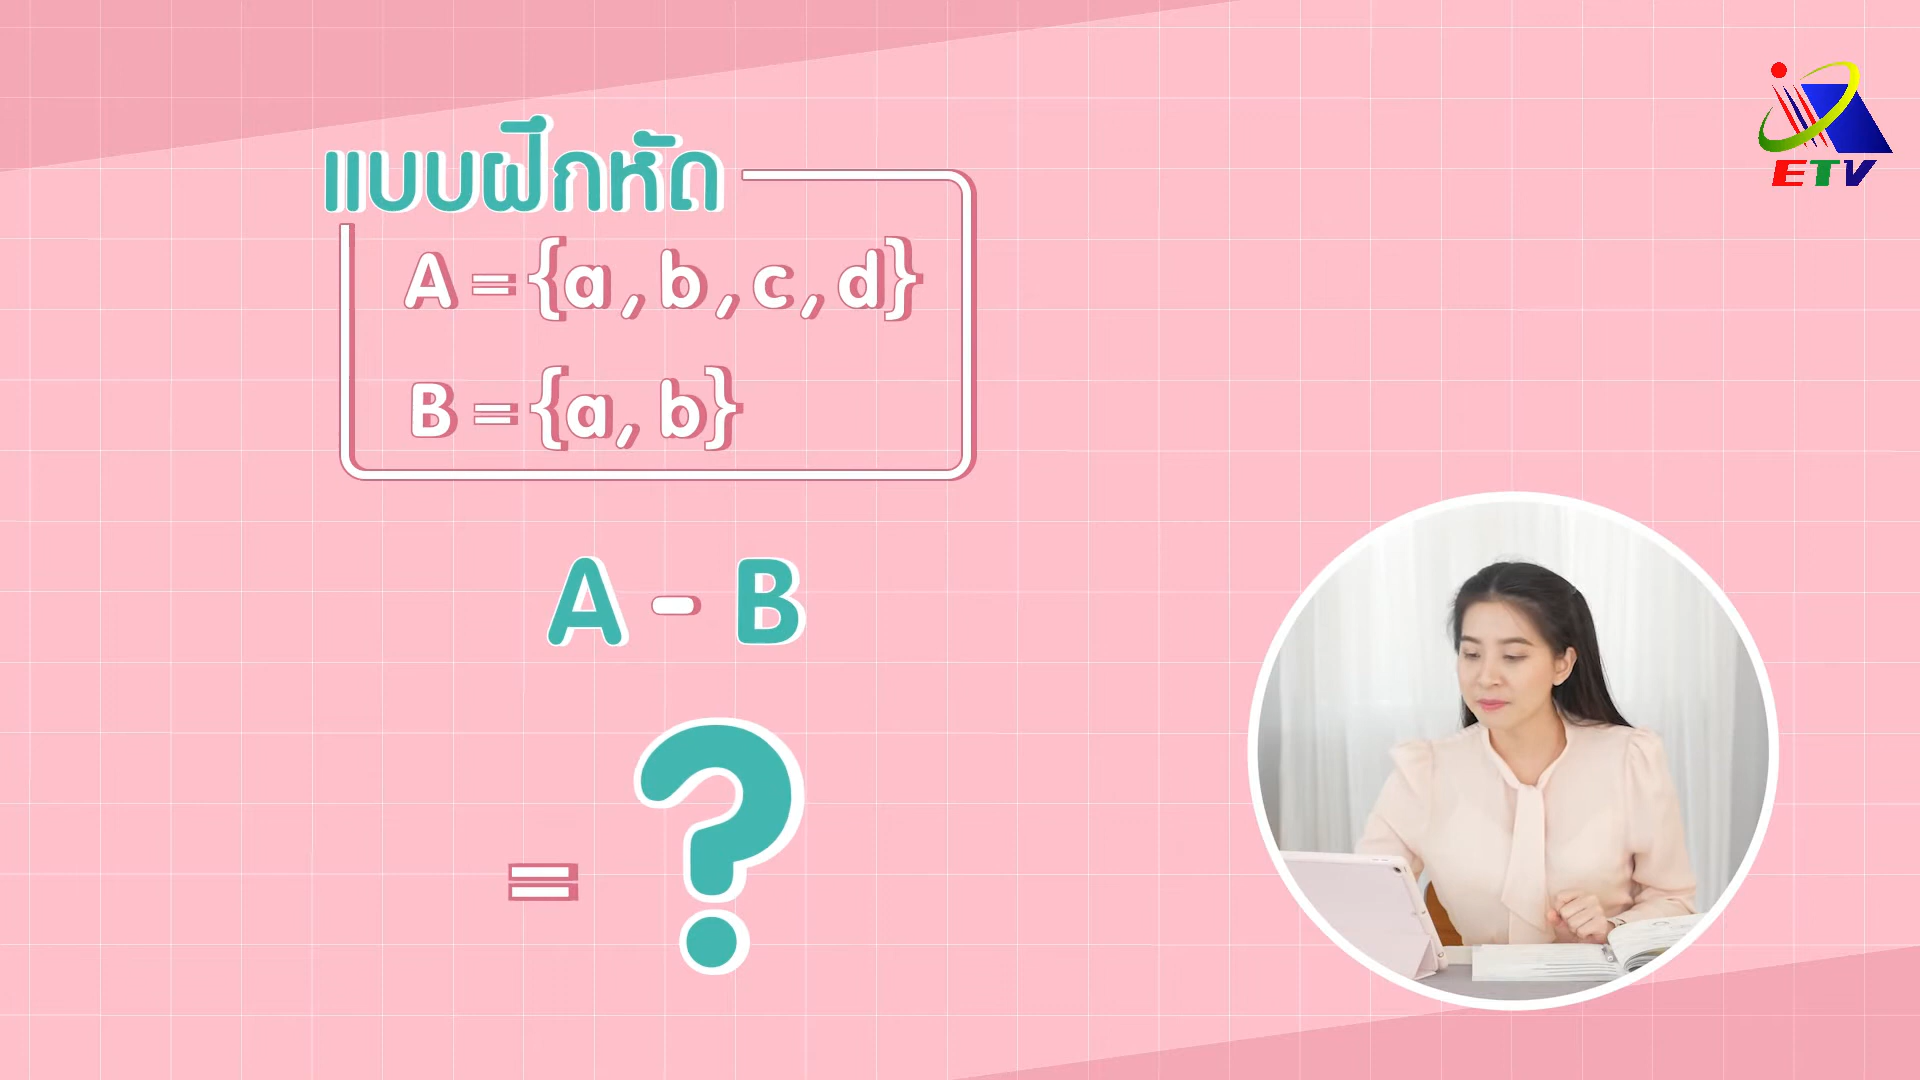 แบบฝึกหัด
A = {a , b , c , d}
B = {a , b}
A - B
= ?
ETV